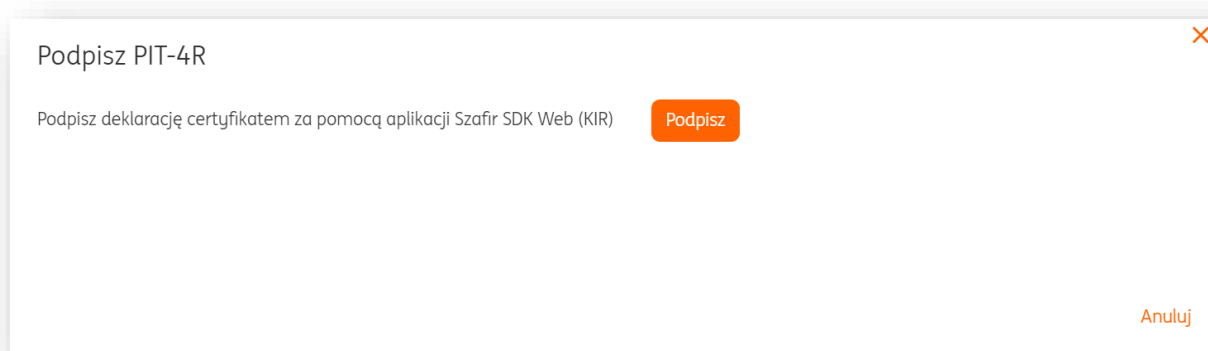 Podpisz PIT-4R
Podpisz deklarację certyfikatem za pomocą aplikacji Szafir SDK Web (KIR)
Podpisz
Anuluj